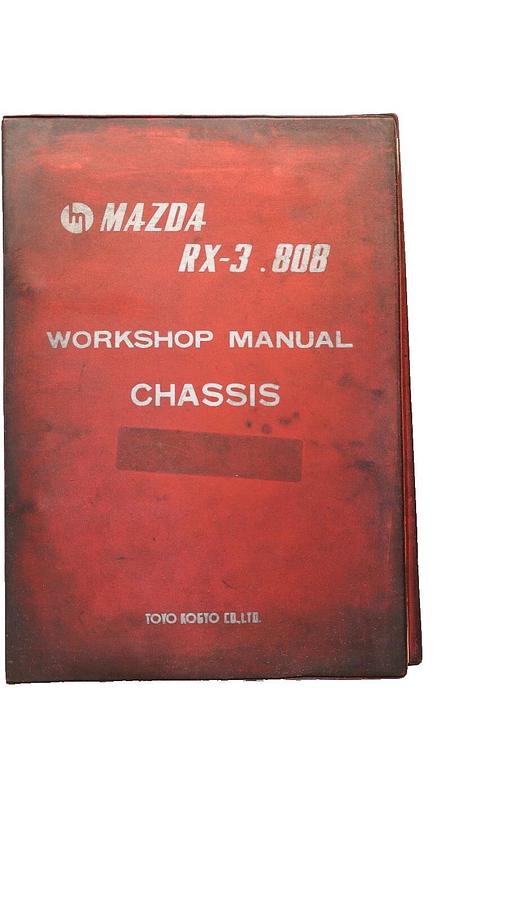 m MAZDA
RX-3 .808
WORKSHOP MANUAL
CHASSIS
TOYO KOGYO CO.,LTD.